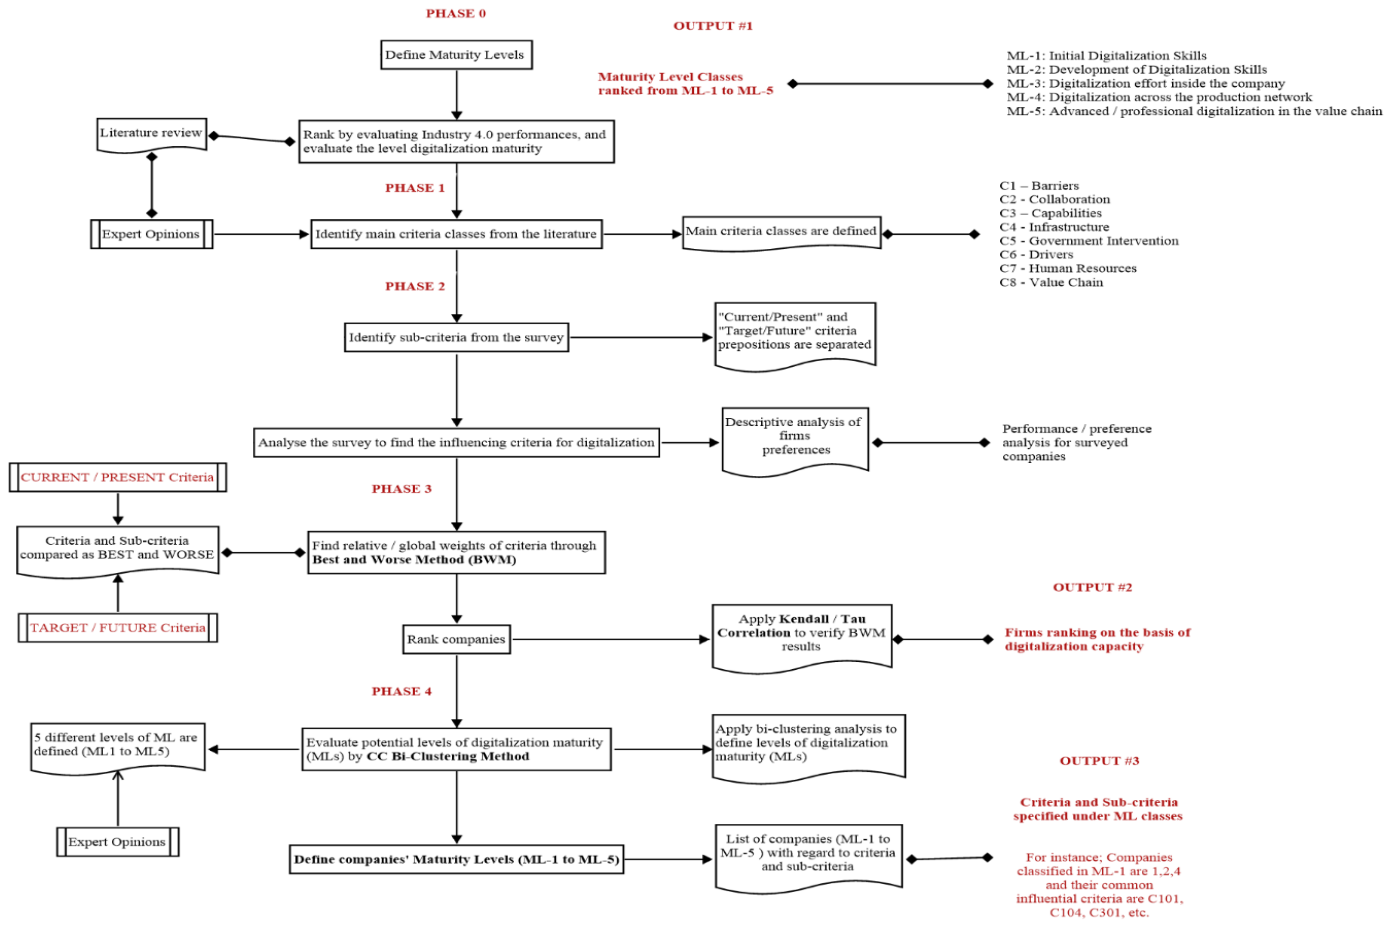 PHASE 0
OUTPUT #1
Define Maturity Levels
Maturity Level Classes
ranked from ML-1 to ML-5
ML-1: Initial Digitalization Skills
ML-2: Development of Digitalization Skills
ML-3: Digitalization effort inside the company
ML-4: Digitalization across the production network
ML-5: Advanced / professional digitalization in the value chain
Literature review
Rank by evaluating Industry 4.0 performances, and
evaluate the level digitalization maturity
PHASE 1
Expert Opinions
Identify main criteria classes from the literature
Main criteria classes are defined
C1 – Barriers
C2 - Collaboration
C3 – Capabilities
C4 - Infrastructure
C5 - Government Intervention
C6 - Drivers
C7 - Human Resources
C8 - Value Chain
PHASE 2
Identify sub-criteria from the survey
"Current/Present" and
"Target/Future" criteria
prepositions are separated
Analyse the survey to find the influencing criteria for digitalization
Descriptive analysis of
firms
preferences
Performance / preference
analysis for surveyed
companies
PHASE 3
CURRENT / PRESENT Criteria
Criteria and Sub-criteria
compared as BEST and WORSE
TARGET / FUTURE Criteria
Find relative / global weights of criteria through
Best and Worse Method (BWM)
Rank companies
Apply Kendall / Tau
Correlation to verify BWM
results
OUTPUT #2
Firms ranking on the basis of
digitalization capacity
PHASE 4
5 different levels of ML are
defined (ML1 to ML5)
Expert Opinions
Evaluate potential levels of digitalization maturity
(MLs) by CC Bi-Clustering Method
Apply bi-clustering analysis to
define levels of digitalization
maturity (MLs)
Define companies' Maturity Levels (ML-1 to ML-5)
List of companies (ML-1 to
ML-5 ) with regard to criteria
and sub-criteria
OUTPUT #3
Criteria and Sub-criteria
specified under ML classes
For instance; Companies
classified in ML-1 are 1,2,4
and their common
influential criteria are C101,
C104, C301, etc.